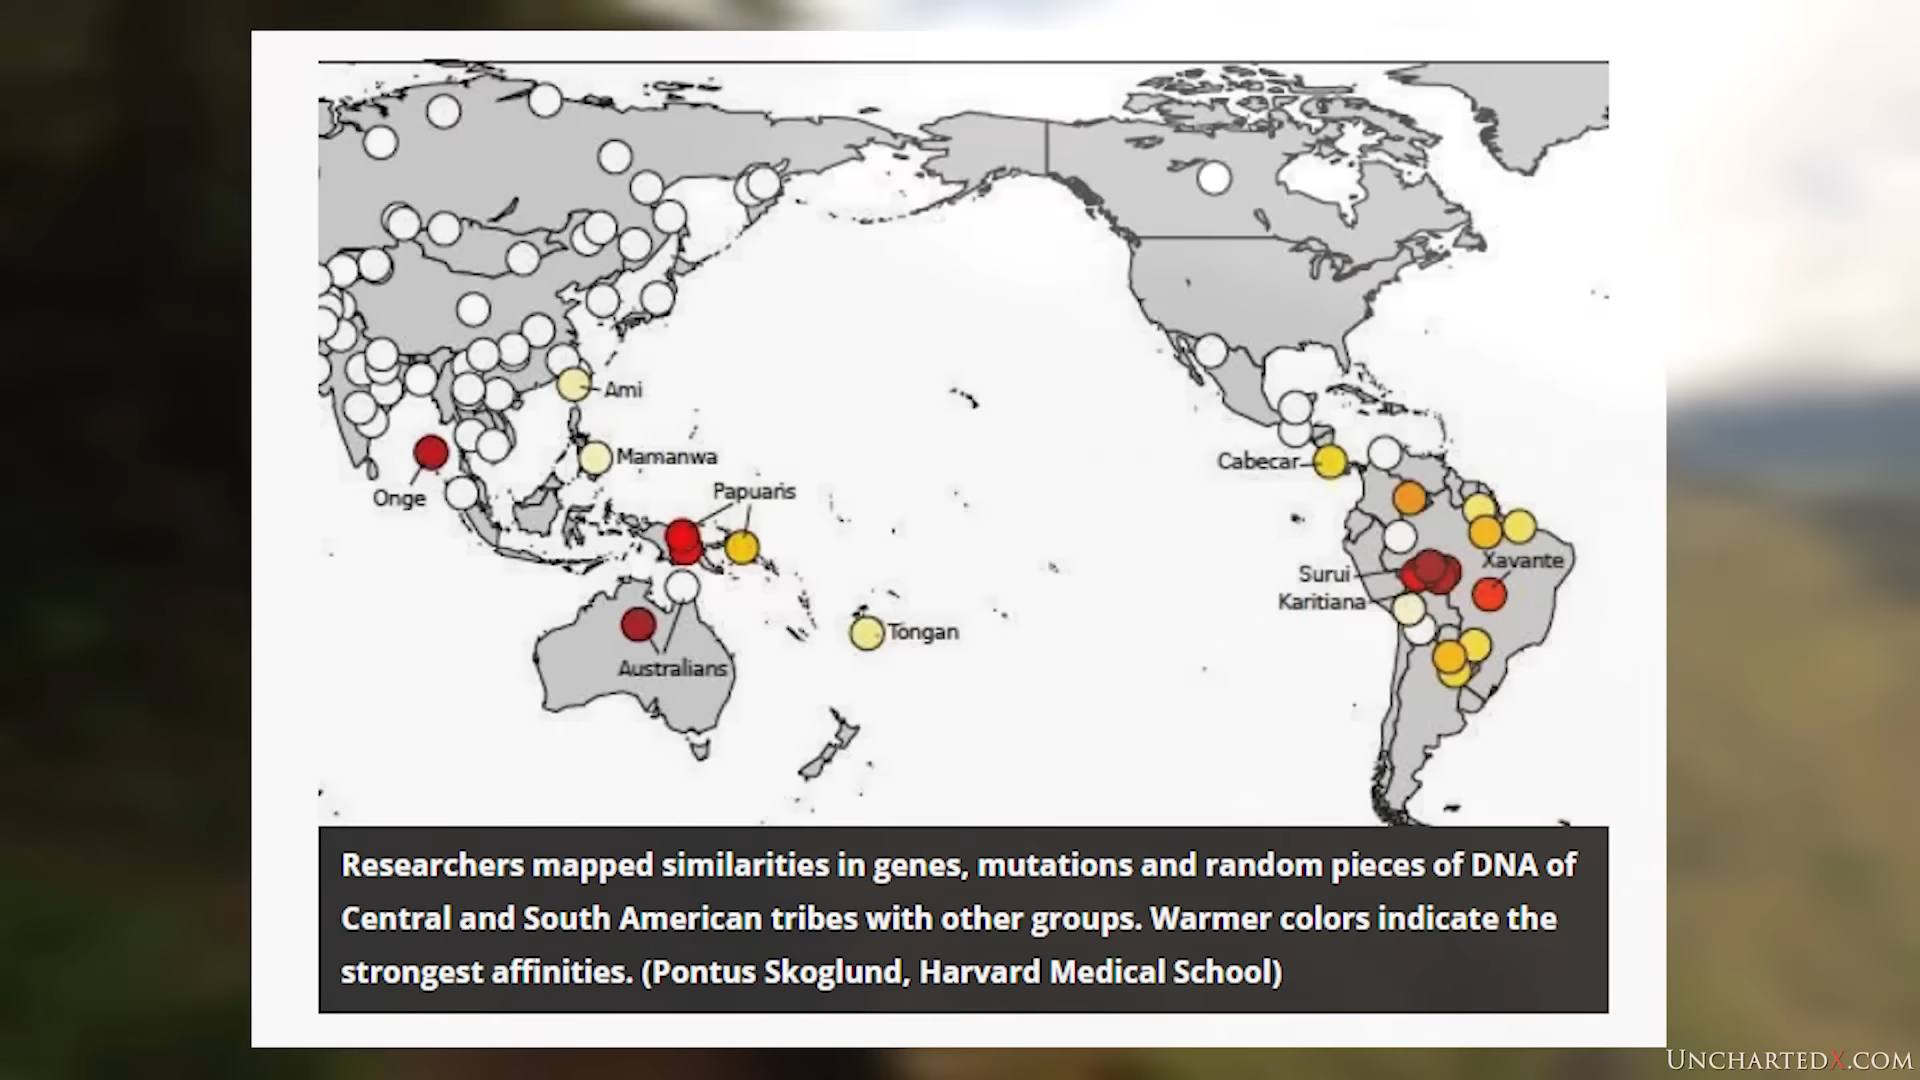 Ami
Mamanwa
Onge
Papuans
Australians
Tongan
Cabecar
Xavante
Surui
Karitiana
Researchers mapped similarities in genes, mutations and random pieces of DNA of
Central and South American tribes with other groups. Warmer colors indicate the
strongest affinities. (Pontus Skoglund, Harvard Medical School)
UNCHARTEDX.COM